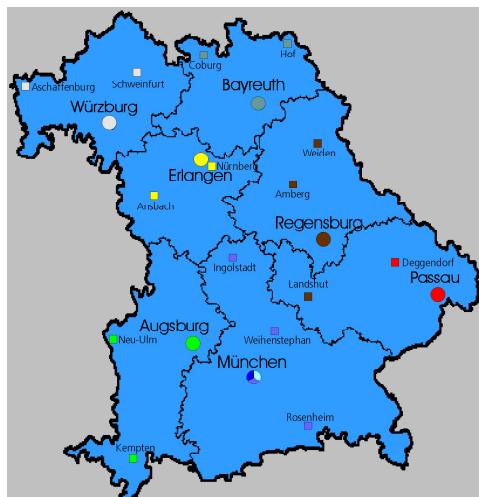 Hof
Coburg
Schweinfurt
Bayreuth
Aschaffenburg
Würzburg
Weiden
Nürnberg
Erlangen
Amberg
Ansbach
Regensburg
Deggendorf
Ingolstadt
Passau
Landshut
Augsburg
Neu-Ulm
Weihenstephan
München
Rosenheim
Kempten